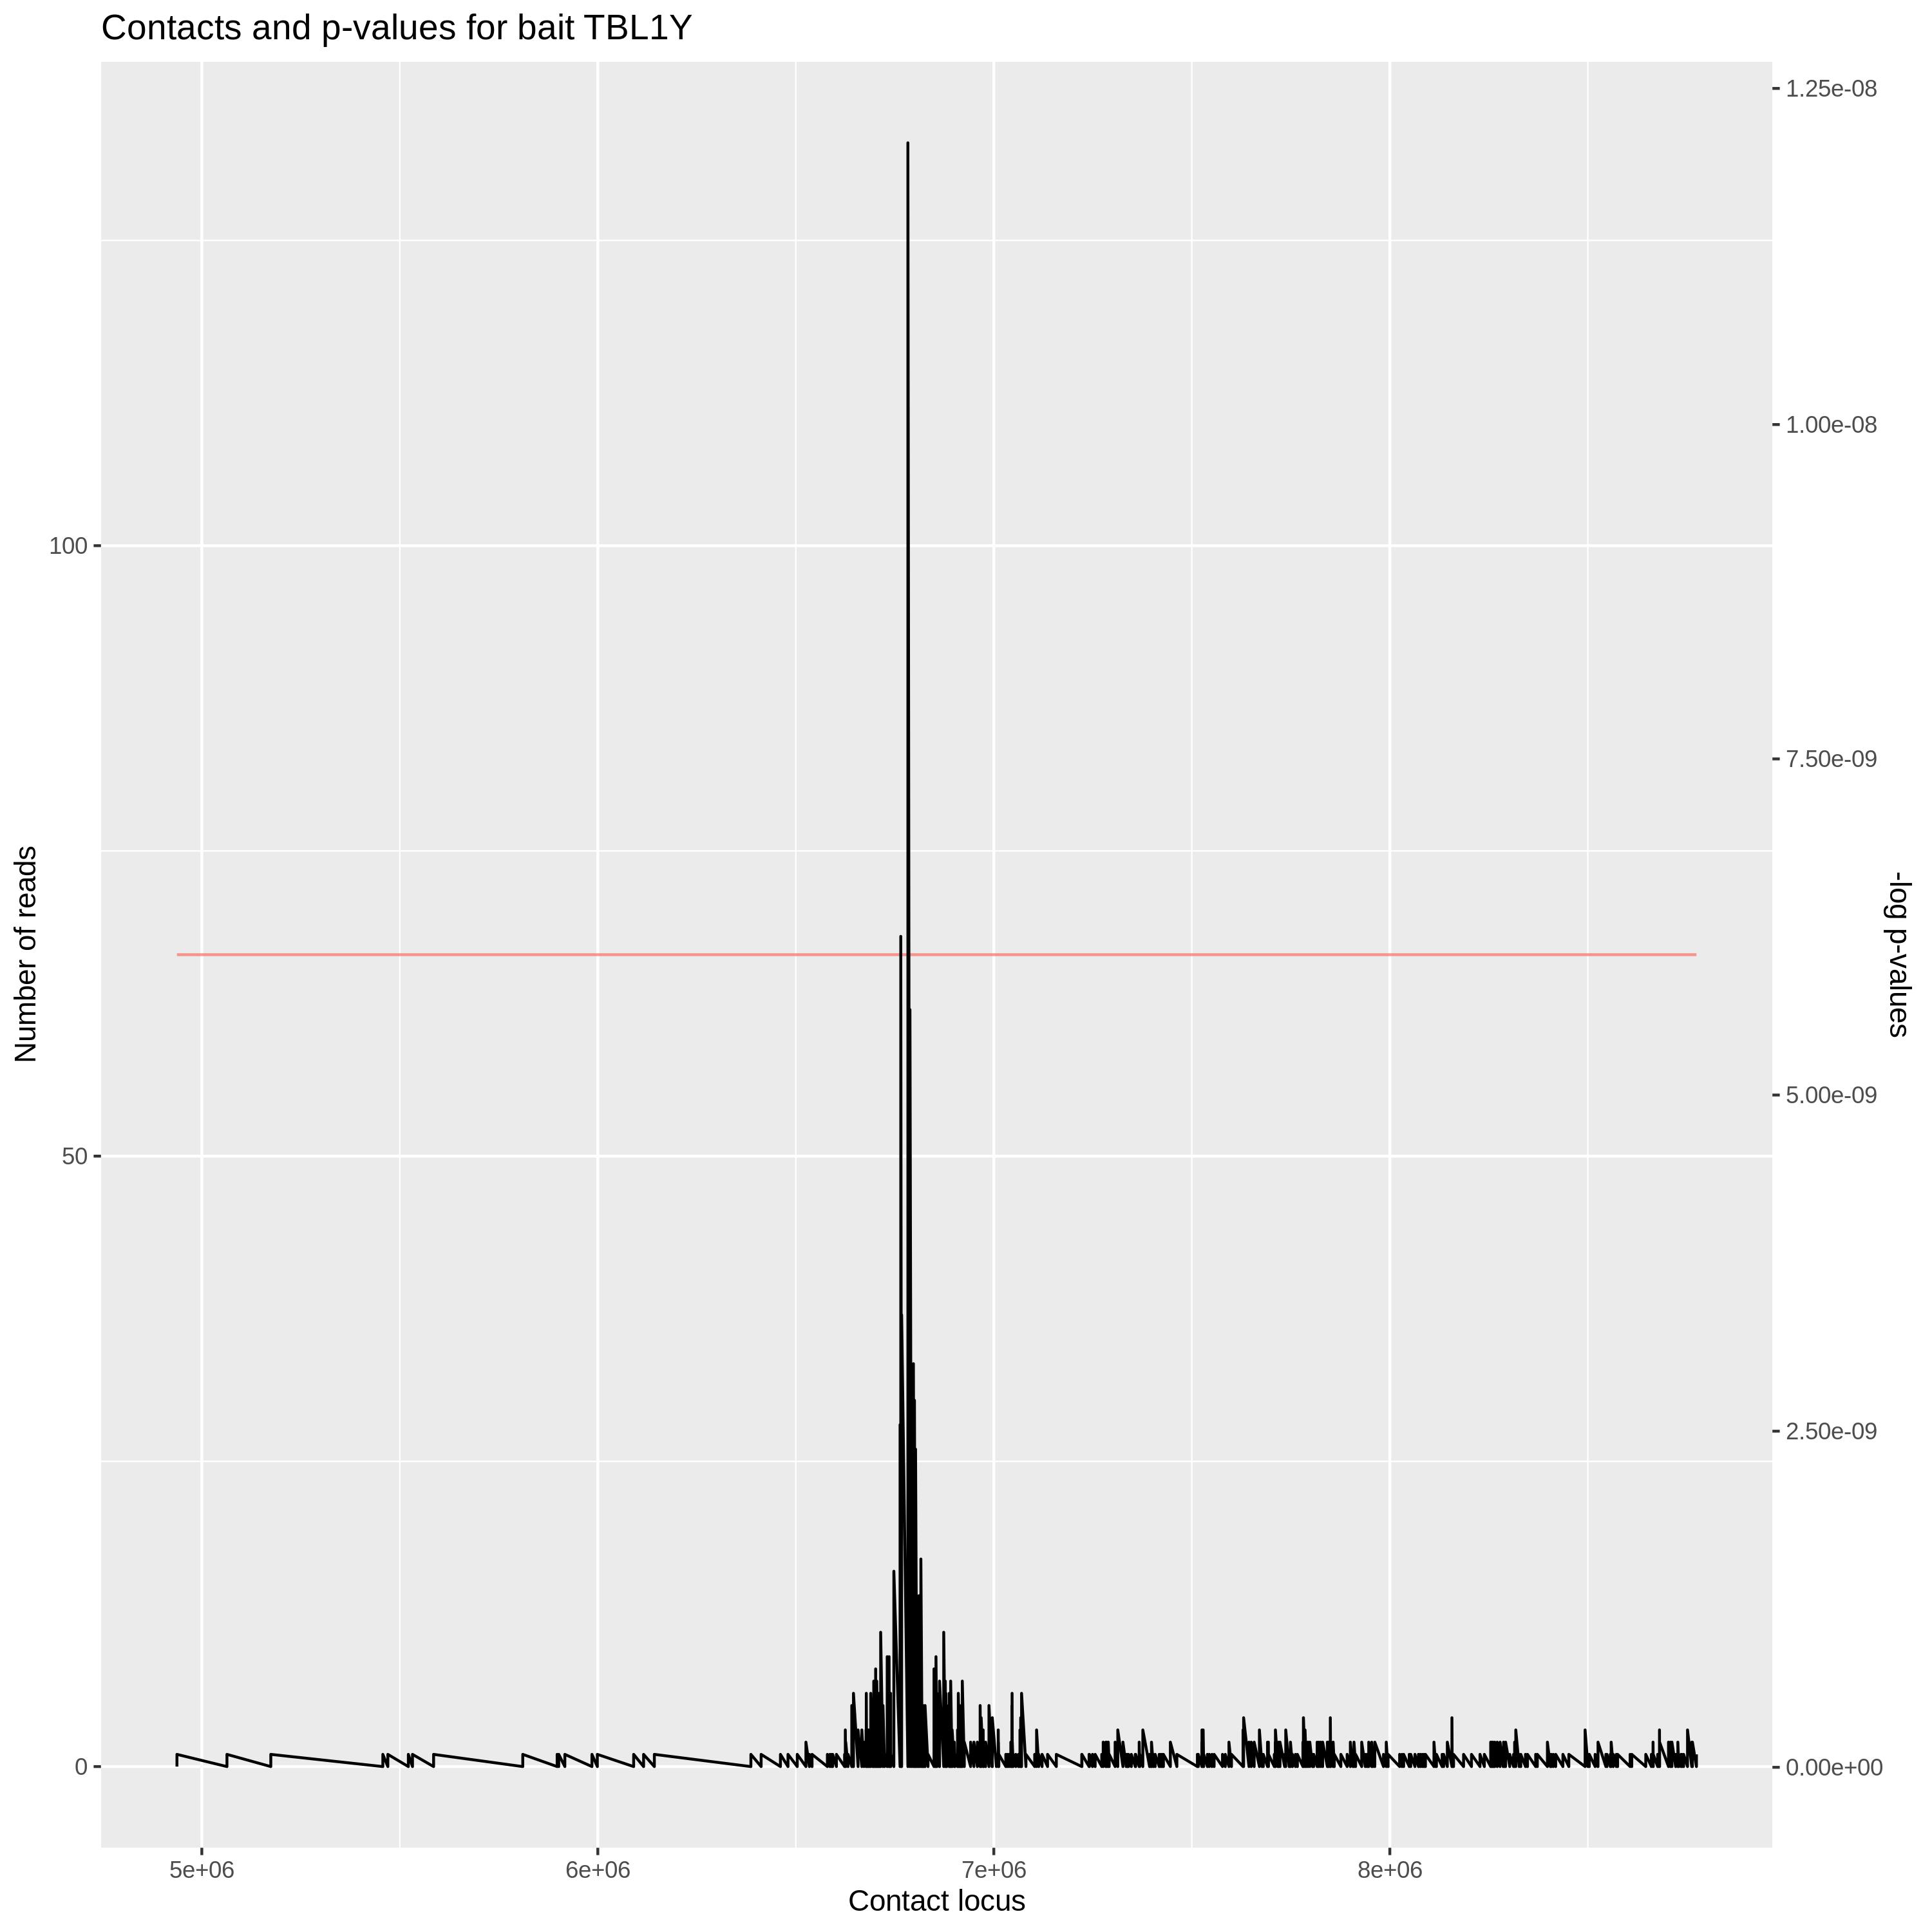 Contacts and p-values for bait TBL1Y
Number of reads
100
50
0
1.25e-08
1.00e-08
7.50e-09
5.00e-09
2.50e-09
0.00e+00
-log p-values
5e+06
6e+06
7e+06
8e+06
Contact locus